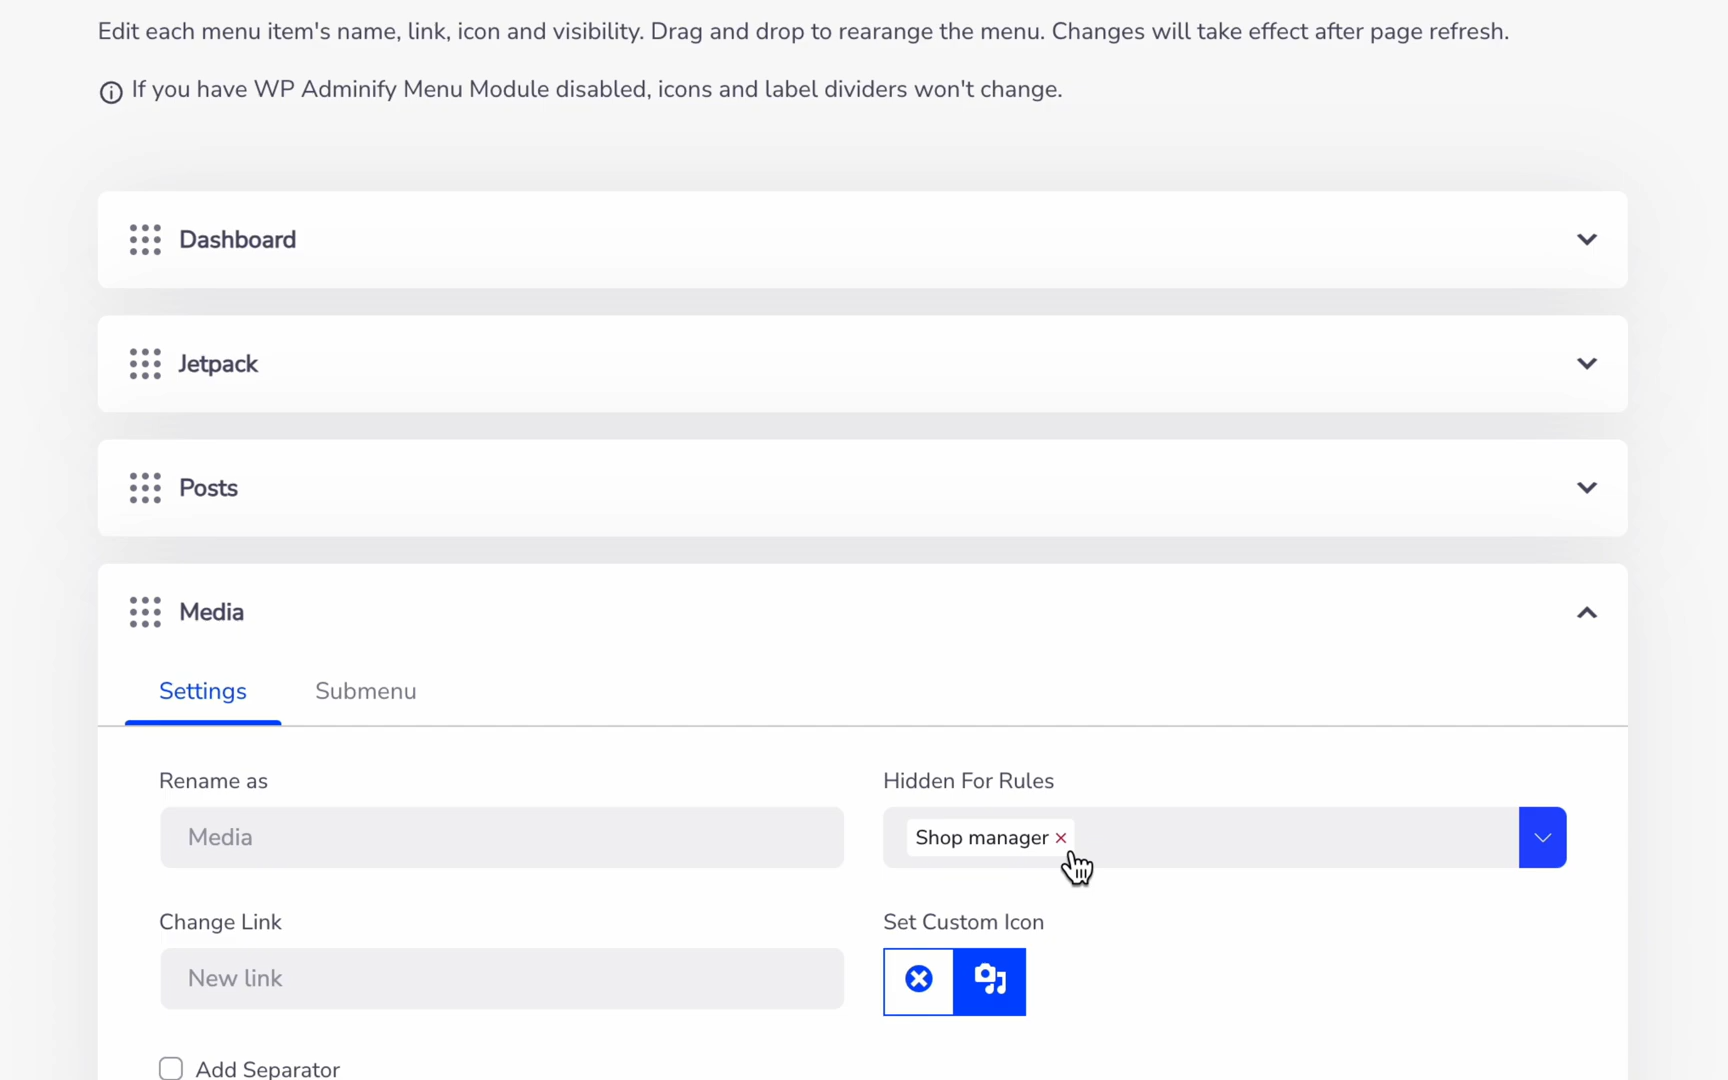 Edit each menu item's name, link, icon and visibility. Drag and drop to rearrange the menu. Changes will take effect after page refresh.
If you have WP Adminify Menu Module disabled, icons and label dividers won't change.
Dashboard
Jetpack
Posts
Media
Settings Submenu
Rename as
Media
Hidden For Rules
Shop manager ×
Change Link
New link
Set Custom Icon
Add Separator